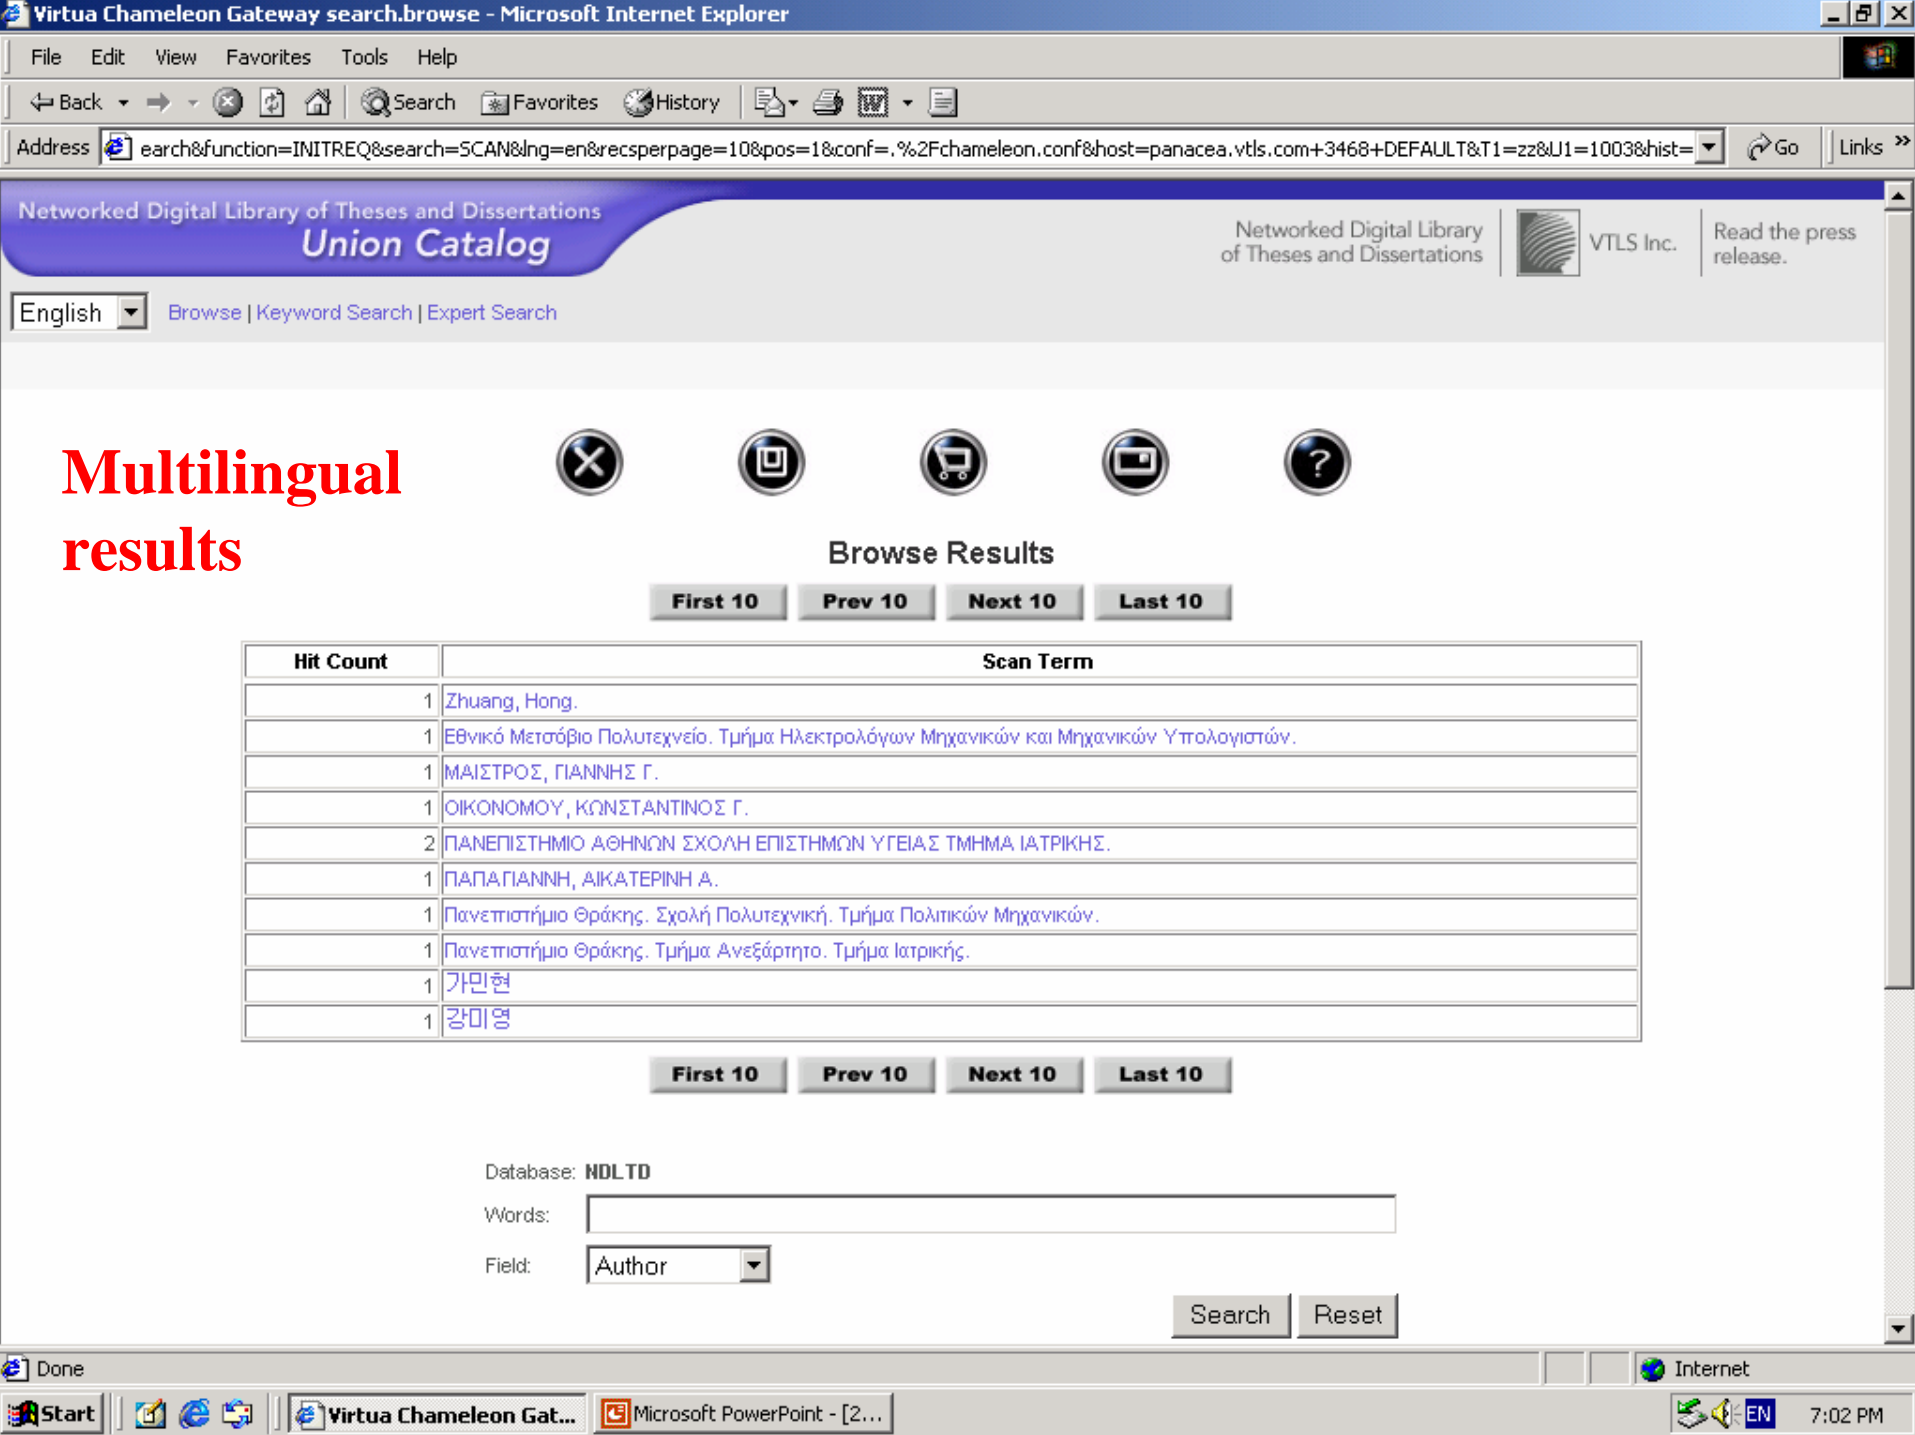 Virtua Chameleon Gateway search.browse - Microsoft Internet Explorer
File Edit View Favorites Tools Help
Back Search Favorites History
Address earch&function=INITREQ&search=SCAN&lng=en&recsperpage=10&pos=1&conf=.%2Fchameleon.conf&host=panacea.vtls.com+3468+DEFAULT&T1=zz&U1=1003&hist= Go Links »
Networked Digital Library of Theses and Dissertations
Union Catalog
Networked Digital Library
of Theses and Dissertations
VTLS Inc.
Read the press
release.
English Browse | Keyword Search | Expert Search
Multilingual
results
Browse Results
First 10 Prev 10 Next 10 Last 10
Hit Count Scan Term
1 Zhuang, Hong.
1 Εθνικό Μετσόβιο Πολυτεχνείο. Τμήμα Ηλεκτρολόγων Μηχανικών και Μηχανικών Υπολογιστών.
1 ΜΑΙΣΤΡΟΣ, ΓΙΑΝΝΗΣ Γ.
1 ΟΙΚΟΝΟΜΟΥ, ΚΩΝΣΤΑΝΤΙΝΟΣ Γ.
2 ΠΑΝΕΠΙΣΤΗΜΙΟ ΑΘΗΝΩΝ ΣΧΟΛΗ ΕΠΙΣΤΗΜΩΝ ΥΓΕΙΑΣ ΤΜΗΜΑ ΙΑΤΡΙΚΗΣ.
1 ΠΑΠΑΓΙΑΝΝΗ, ΑΙΚΑΤΕΡΙΝΗ Α.
1 Πανεπιστήμιο Θράκης. Σχολή Πολυτεχνική. Τμήμα Πολιτικών Μηχανικών.
1 Πανεπιστήμιο Θράκης. Τμήμα Ανεξάρτητο. Τμήμα Ιατρικής.
1 가민현
1 강미영
First 10 Prev 10 Next 10 Last 10
Database: NDLTD
Words:
Field: Author
Search Reset
Done Internet
Start Virtua Chameleon Gat... Microsoft PowerPoint - [2... EN 7:02 PM